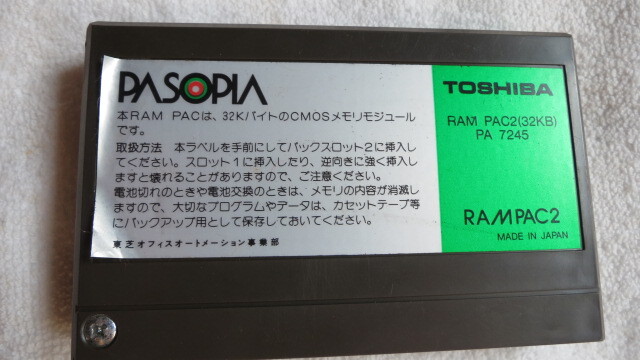 PASOPIA
本RAM PACは、32KバイトのCMOSメモリモジュール
です。
取扱方法 本ラベルを手前にしてパックスロット2に挿入し
てください。スロット1に挿入したり、逆向きに強く挿入し
ますと壊れることがありますので、ご注意ください。
電池切れのときや電池交換のときは、メモリの内容が消滅し
ますので、大切なプログラムやデータは、カセットテープ等
にバックアップ用として保存しておいてください。
東芝オフィスオートメーション事業部
TOSHIBA
RAM PAC2(32KB)
PA 7245
RAMPAC2
MADE IN JAPAN